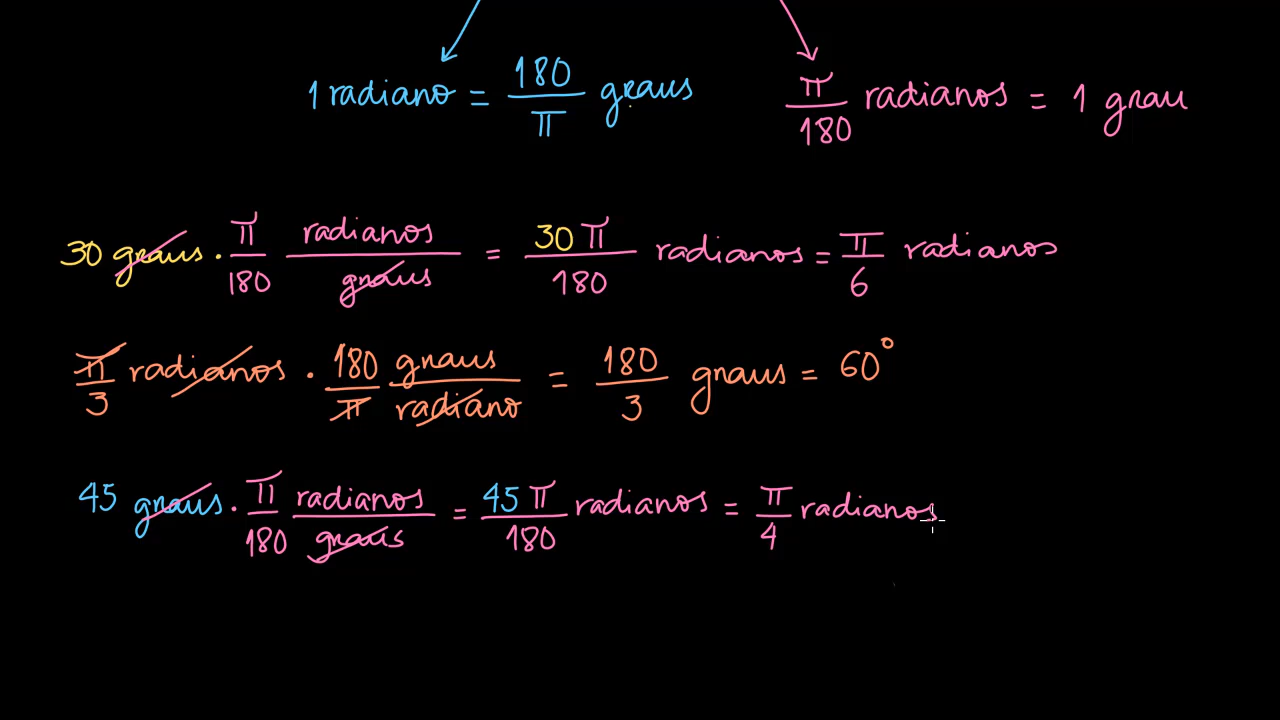 1 radiano = 180/π graus
π/180 radianos = 1 grau
30 graus · π/180 radianos/graus = 30π/180 radianos = π/6 radianos
π/3 radianos · 180/π graus/radiano = 180/3 graus = 60°
45 graus · π/180 radianos/graus = 45π/180 radianos = π/4 radianos